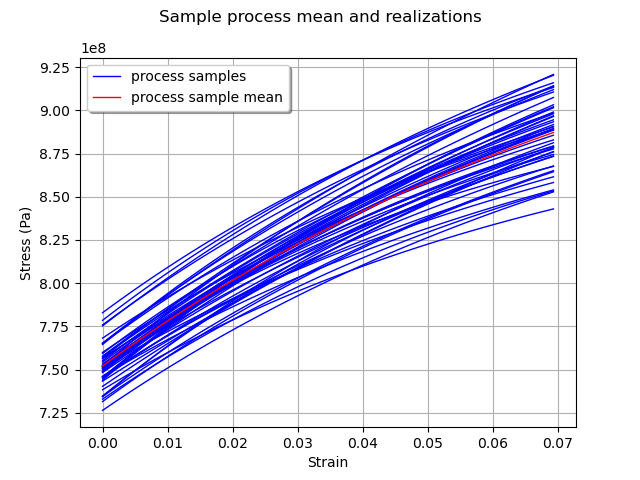 Sample process mean and realizations
1e8
9.25
9.00
8.75
8.50
8.25
8.00
7.75
7.50
7.25
Stress (Pa)
process samples
process sample mean
0.00 0.01 0.02 0.03 0.04 0.05 0.06 0.07
Strain